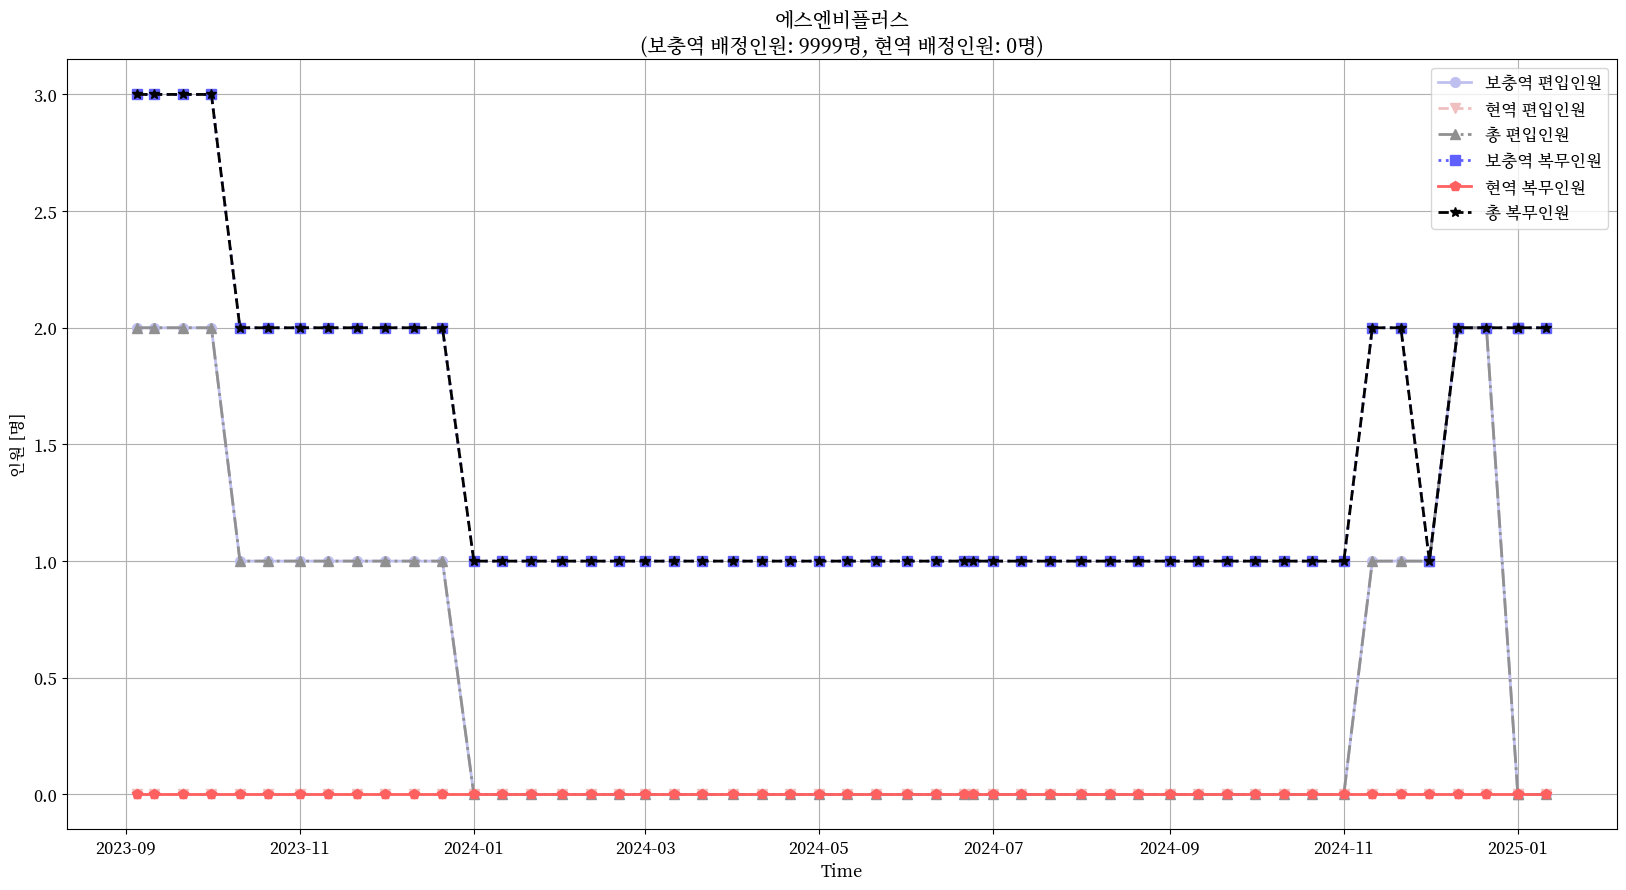 에스엔비플러스
(보충역 배정인원: 9999명, 현역 배정인원: 0명)
보충역 편입인원
현역 편입인원
총 편입인원
보충역 복무인원
현역 복무인원
총 복무인원
3.0
2.5
2.0
1.5
1.0
0.5
0.0
인원 [명]
2023-09 2023-11 2024-01 2024-03 2024-05 2024-07 2024-09 2024-11 2025-01
Time